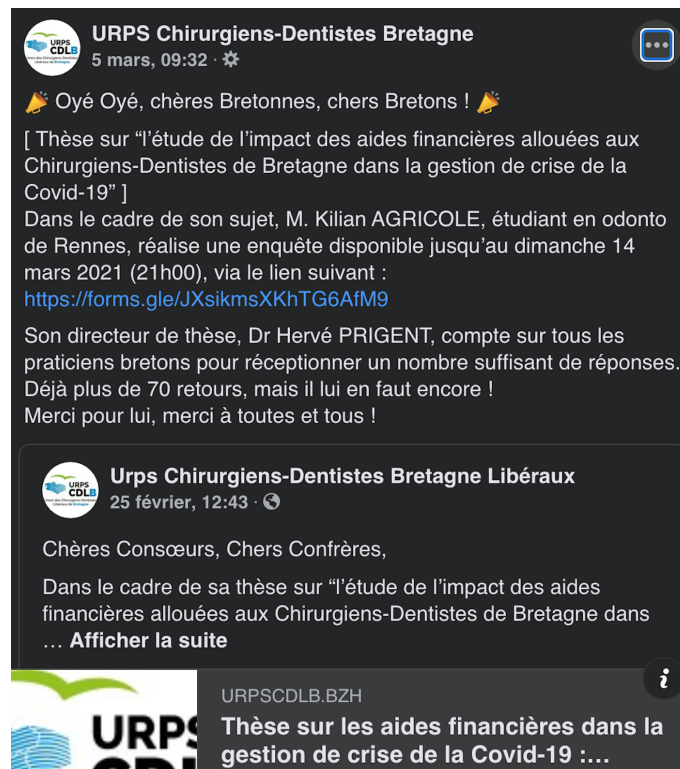 URPS Chirurgiens-Dentistes Bretagne
5 mars, 09:32 ·
Oyé Oyé, chères Bretonnes, chers Bretons !
[ Thèse sur “l’étude de l’impact des aides financières allouées aux
Chirurgiens-Dentistes de Bretagne dans la gestion de crise de la
Covid-19” ]
Dans le cadre de son sujet, M. Kilian AGRICOLE, étudiant en odonto
de Rennes, réalise une enquête disponible jusqu’au dimanche 14
mars 2021 (21h00), via le lien suivant :
https://forms.gle/JXsikmsXKhTG6AfM9
Son directeur de thèse, Dr Hervé PRIGENT, compte sur tous les
praticiens bretons pour réceptionner un nombre suffisant de réponses.
Déjà plus de 70 retours, mais il lui en faut encore !
Merci pour lui, merci à toutes et tous !
URPS
CDLB
Urps Chirurgiens-Dentistes Bretagne Libéraux
25 février, 12:43 ·
URPS
CDLB
Chères Consœurs, Chers Confrères,
Dans le cadre de sa thèse sur “l’étude de l’impact des aides
financières allouées aux Chirurgiens-Dentistes de Bretagne dans
… Afficher la suite
URPS
CDLB
URPSCDLB.BZH
Thèse sur les aides financières dans la
gestion de crise de la Covid-19 :…